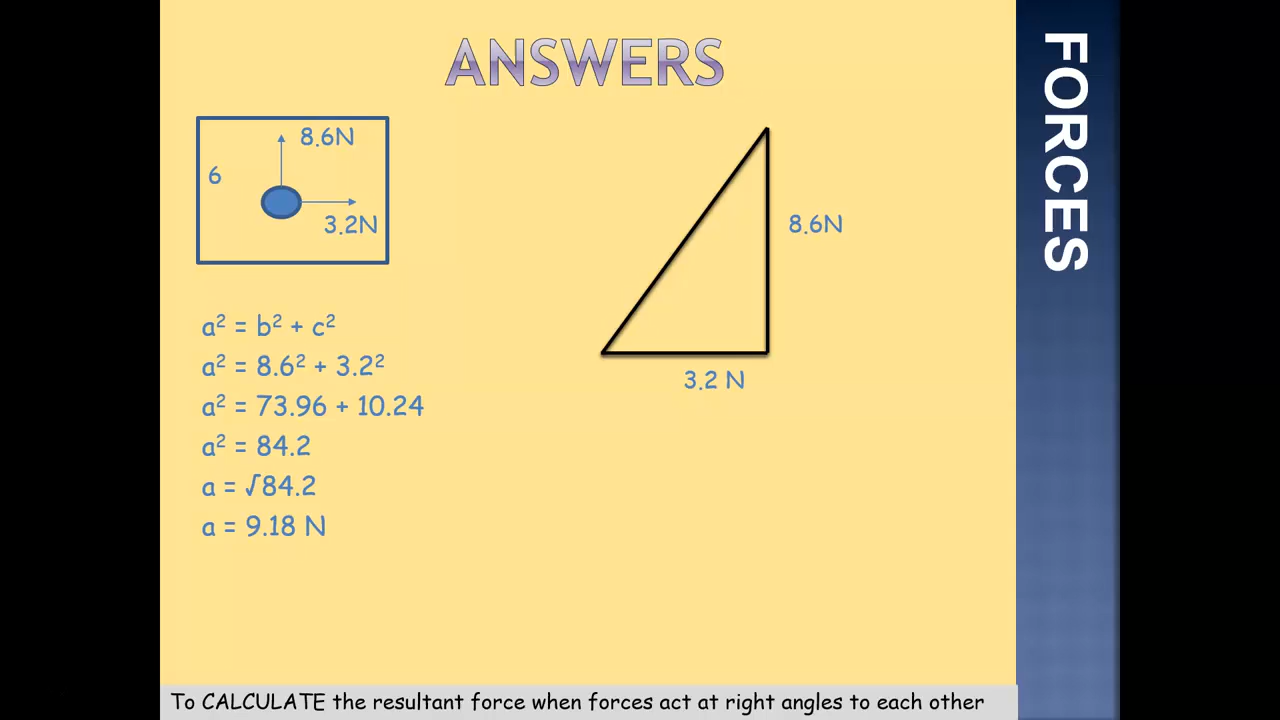 ANSWERS
FORCES
8.6N
6
3.2N
8.6N
3.2 N
a² = b² + c²
a² = 8.6² + 3.2²
a² = 73.96 + 10.24
a² = 84.2
a = √84.2
a = 9.18 N
To CALCULATE the resultant force when forces act at right angles to each other